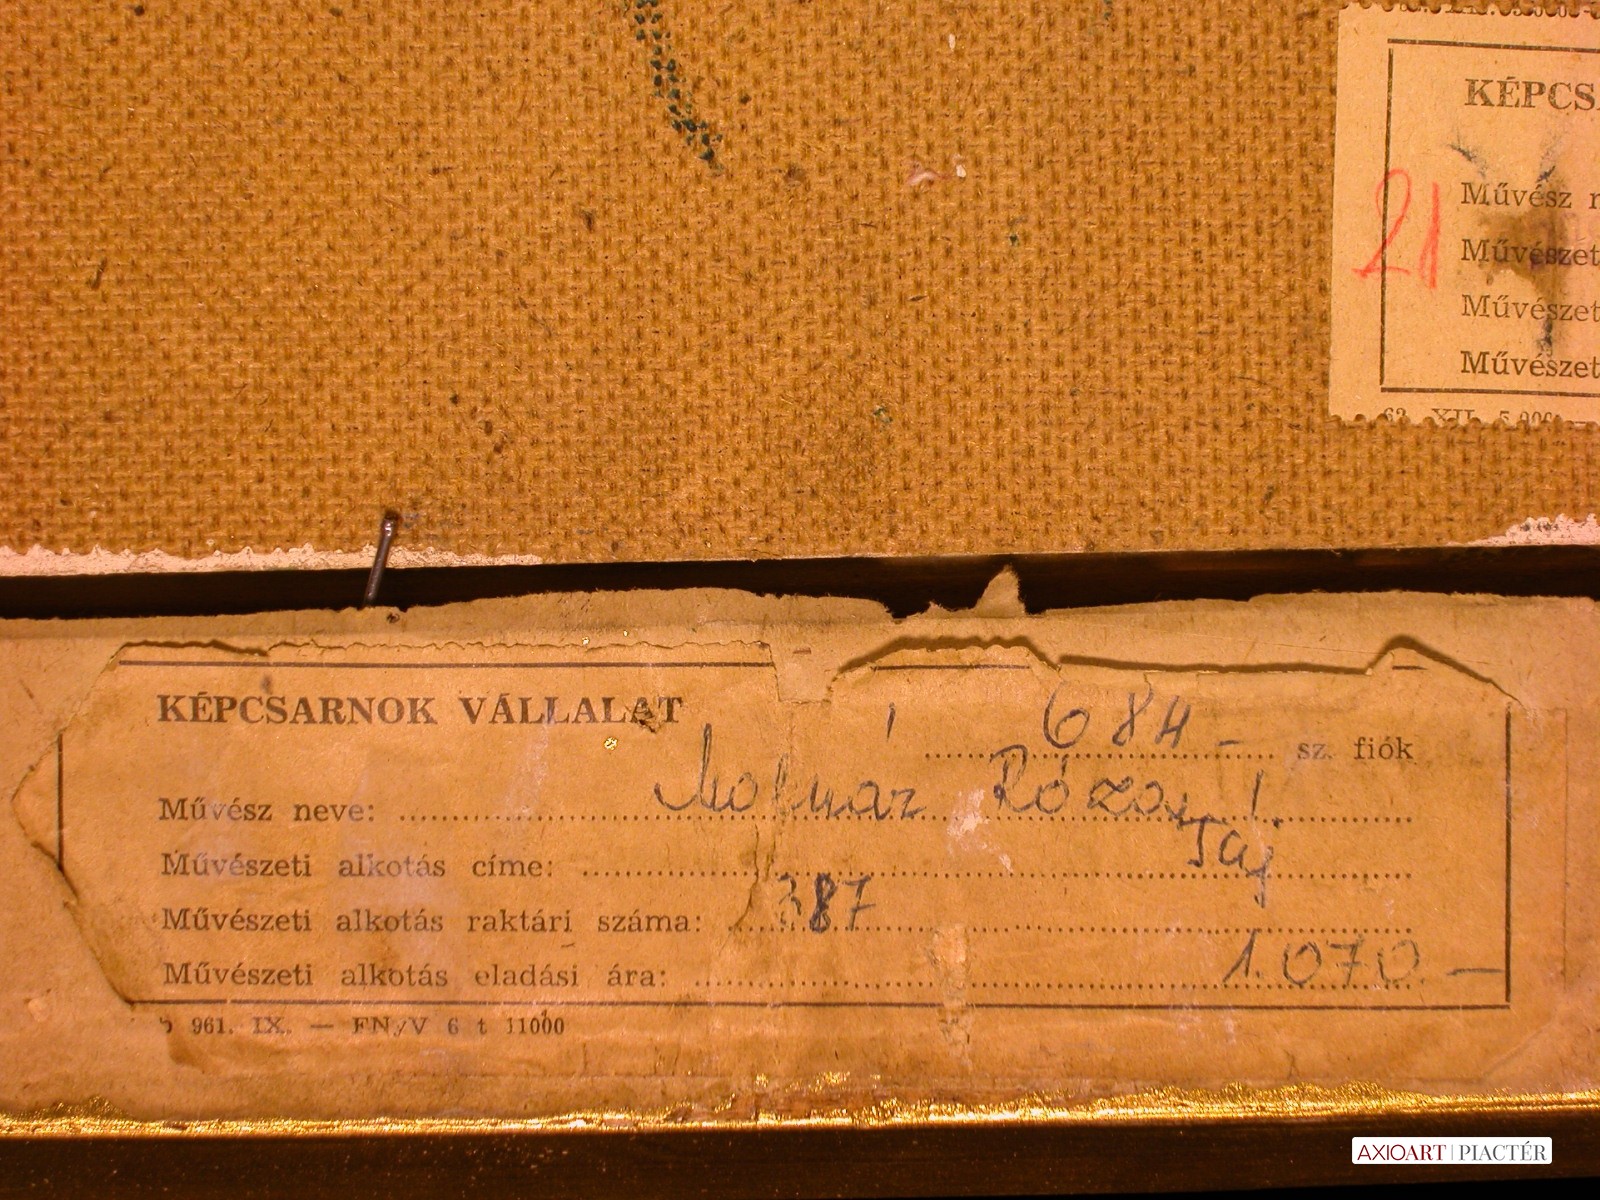 KÉPCS
21
Művész
Művészet
Művészet
Művészet
XII. 5.000
KÉPCSARNOK VÁLLALAT
684 - sz. fiók
Művész neve: Molnár Rózsa
Művészeti alkotás címe: Táj
Művészeti alkotás raktári száma: 387
Művészeti alkotás eladási ára: 1.070.—
961. IX. — FNyV 6 t 11000
AXIOART | PIACTÉR